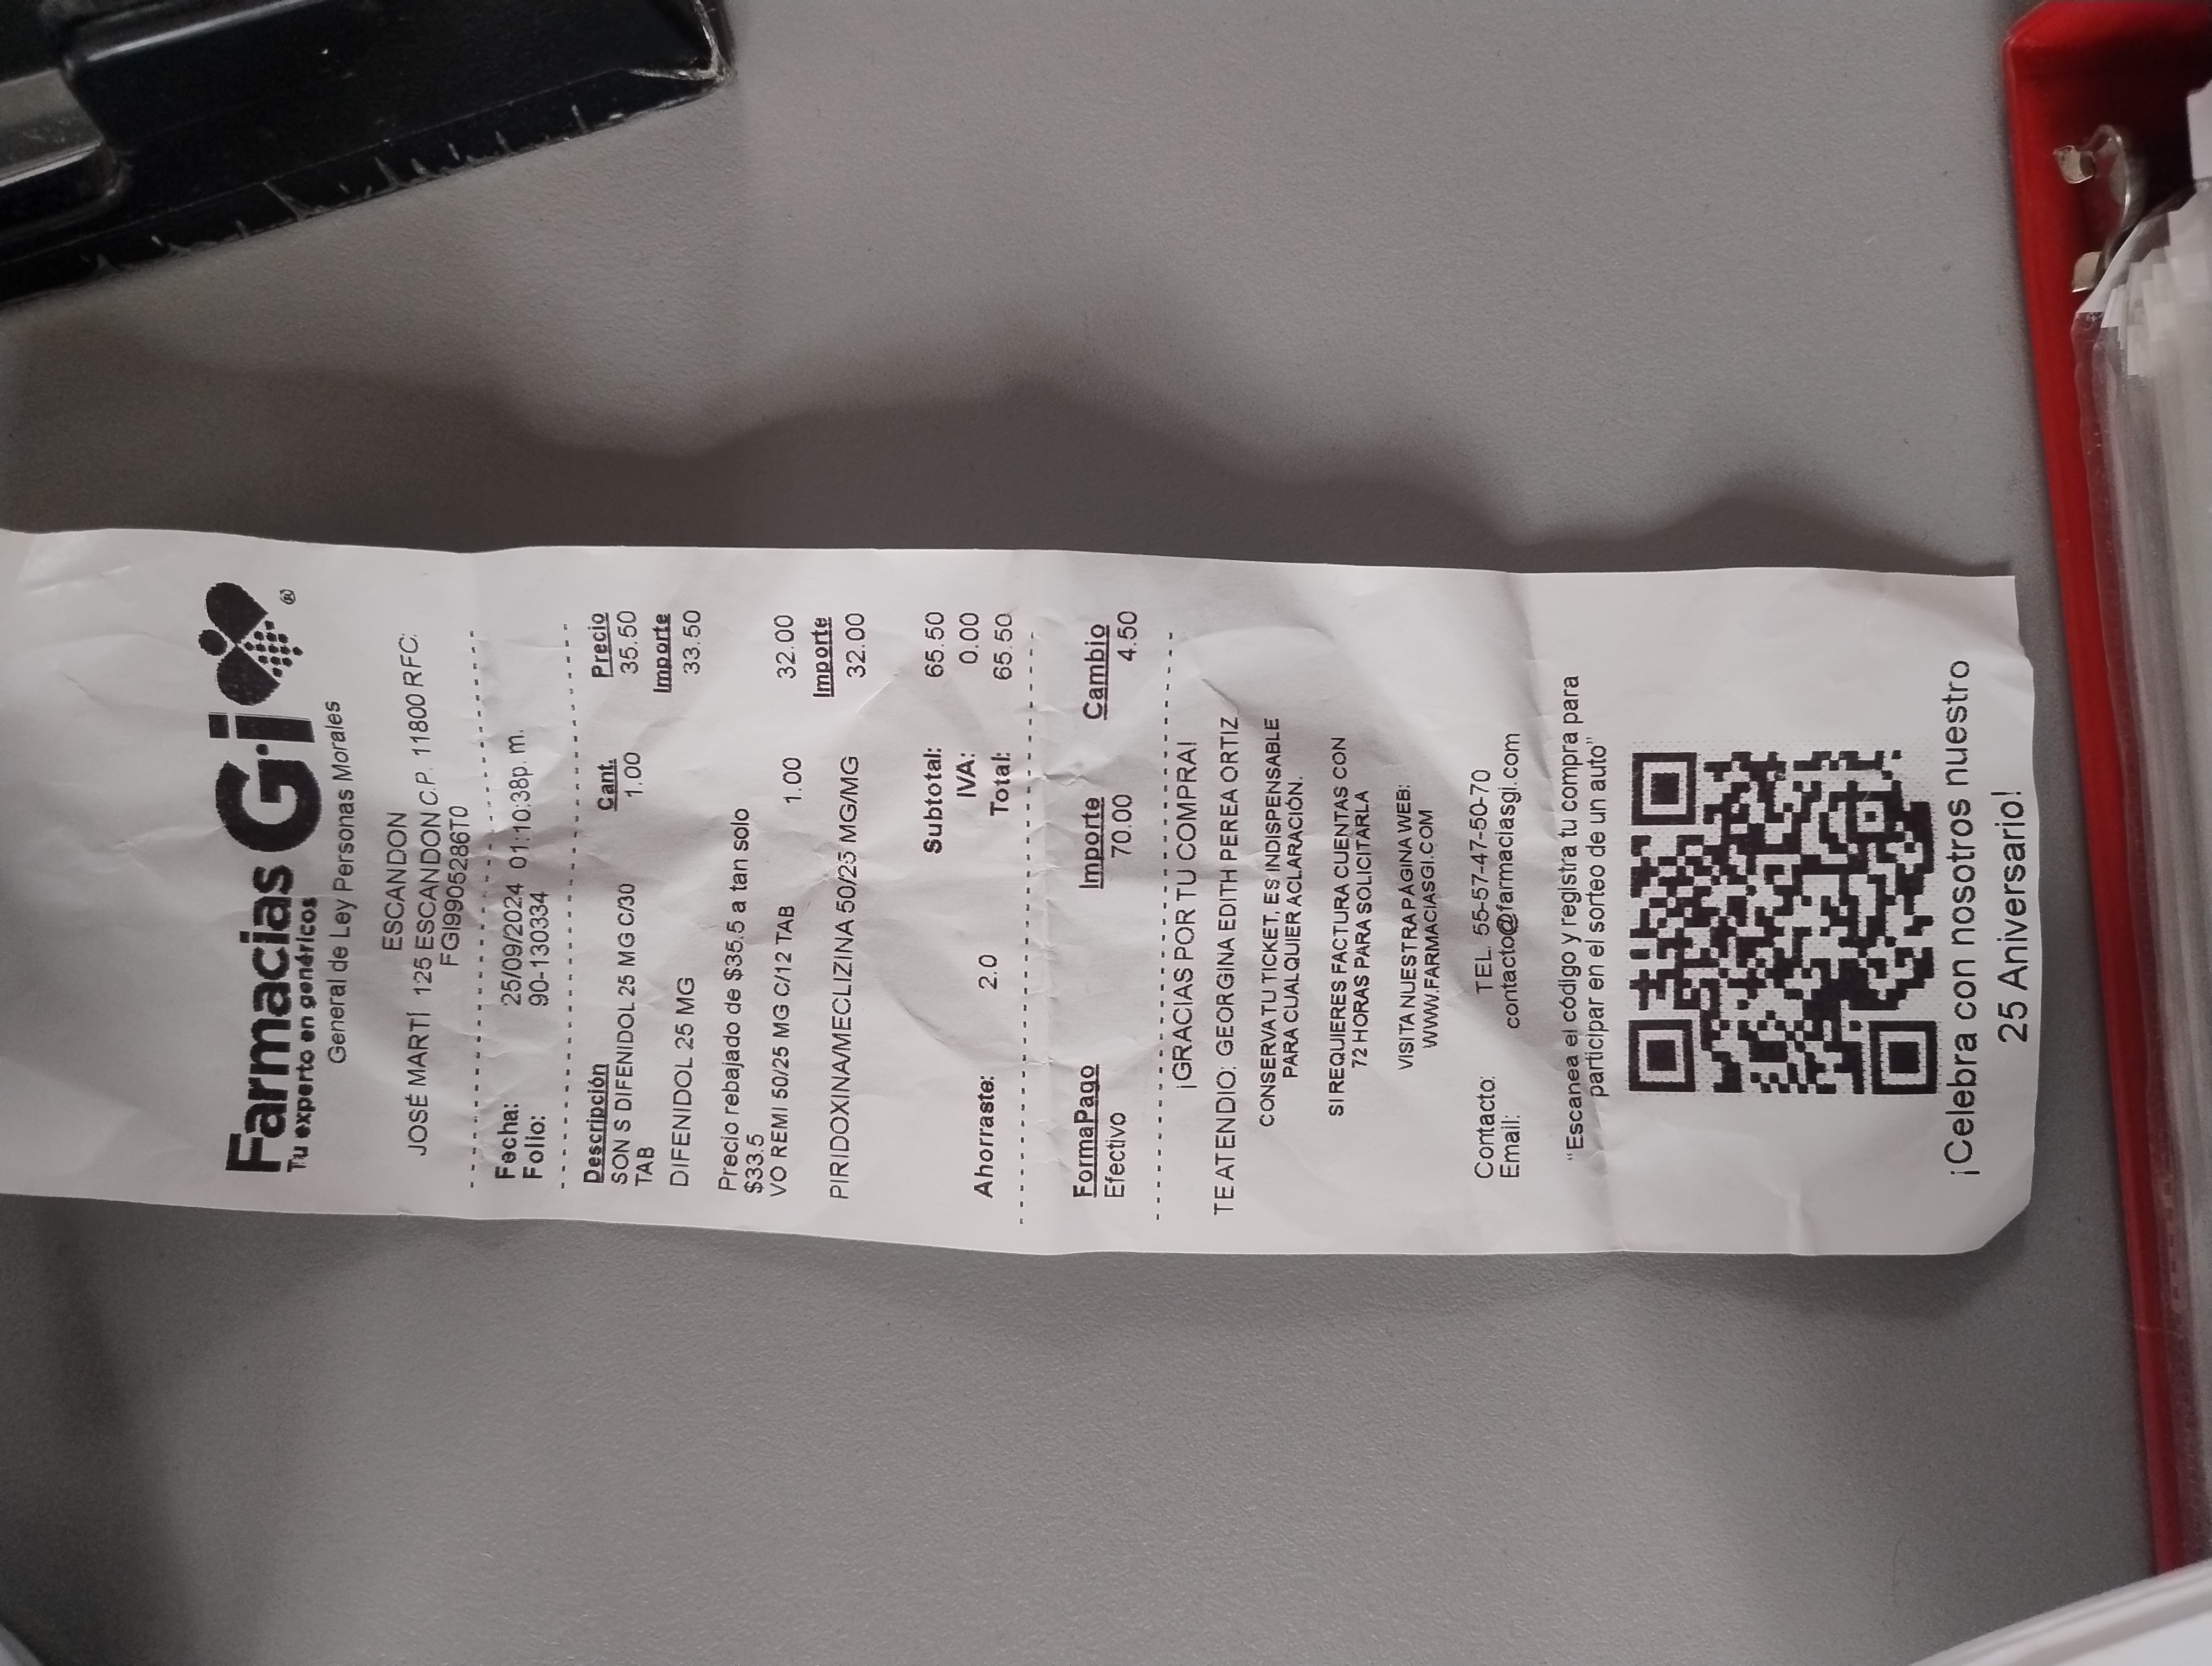 Farmacias G·i ®
Tu experto en genéricos
General de Ley Personas Morales
ESCANDON
JOSÉ MARTÍ 125 ESCANDON C.P. 11800 RFC:
FGI9905286T0
Fecha: 25/09/2024 01:10:38p. m.
Folio: 90-130334
Descripción Cant. Precio
SON S DIFENIDOL 25 MG C/30 1.00 35.50
TAB
Importe
DIFENIDOL 25 MG 33.50
Precio rebajado de $35.5 a tan solo
$33.5
VO REMI 50/25 MG C/12 TAB 1.00 32.00
Importe
PIRIDOXINA/MECLIZINA 50/25 MG/MG 32.00
Subtotal: 65.50
IVA: 0.00
Ahorraste: 2.0 Total: 65.50
FormaPago Importe Cambio
Efectivo 70.00 4.50
¡GRACIAS POR TU COMPRA!
TE ATENDIO: GEORGINA EDITH PEREA ORTIZ
CONSERVA TU TICKET, ES INDISPENSABLE
PARA CUALQUIER ACLARACIÓN.
SI REQUIERES FACTURA CUENTAS CON
72 HORAS PARA SOLICITARLA
VISITA NUESTRA PÁGINA WEB:
WWW.FARMACIASGI.COM
Contacto: TEL. 55-57-47-50-70
Email: contacto@farmaciasgi.com
"Escanea el código y registra tu compra para
participar en el sorteo de un auto"
¡Celebra con nosotros nuestro
25 Aniversario!